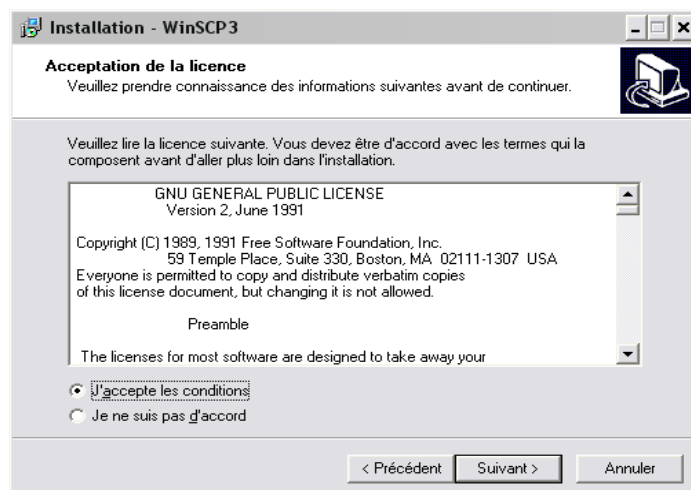 Installation - WinSCP3
Acceptation de la licence
Veuillez prendre connaissance des informations suivantes avant de continuer.
Veuillez lire la licence suivante. Vous devez être d'accord avec les termes qui la
composent avant d'aller plus loin dans l'installation.
GNU GENERAL PUBLIC LICENSE
Version 2, June 1991
Copyright (C) 1989, 1991 Free Software Foundation, Inc.
59 Temple Place, Suite 330, Boston, MA 02111-1307 USA
Everyone is permitted to copy and distribute verbatim copies
of this license document, but changing it is not allowed.
Preamble
The licenses for most software are designed to take away your
J'accepte les conditions
Je ne suis pas d'accord
< Précédent Suivant > Annuler